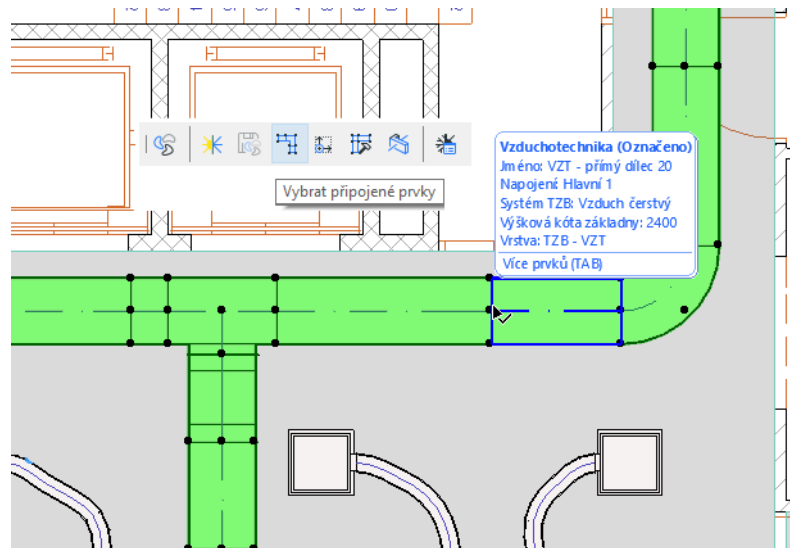 Vybrat připojené prvky
Vzduchotechnika (Označeno)
Jméno: VZT - přímý dílec 20
Napojení: Hlavní 1
Systém TZB: Vzduch čerstvý
Výšková kóta základny: 2400
Vrstva: TZB - VZT
Více prvků (TAB)